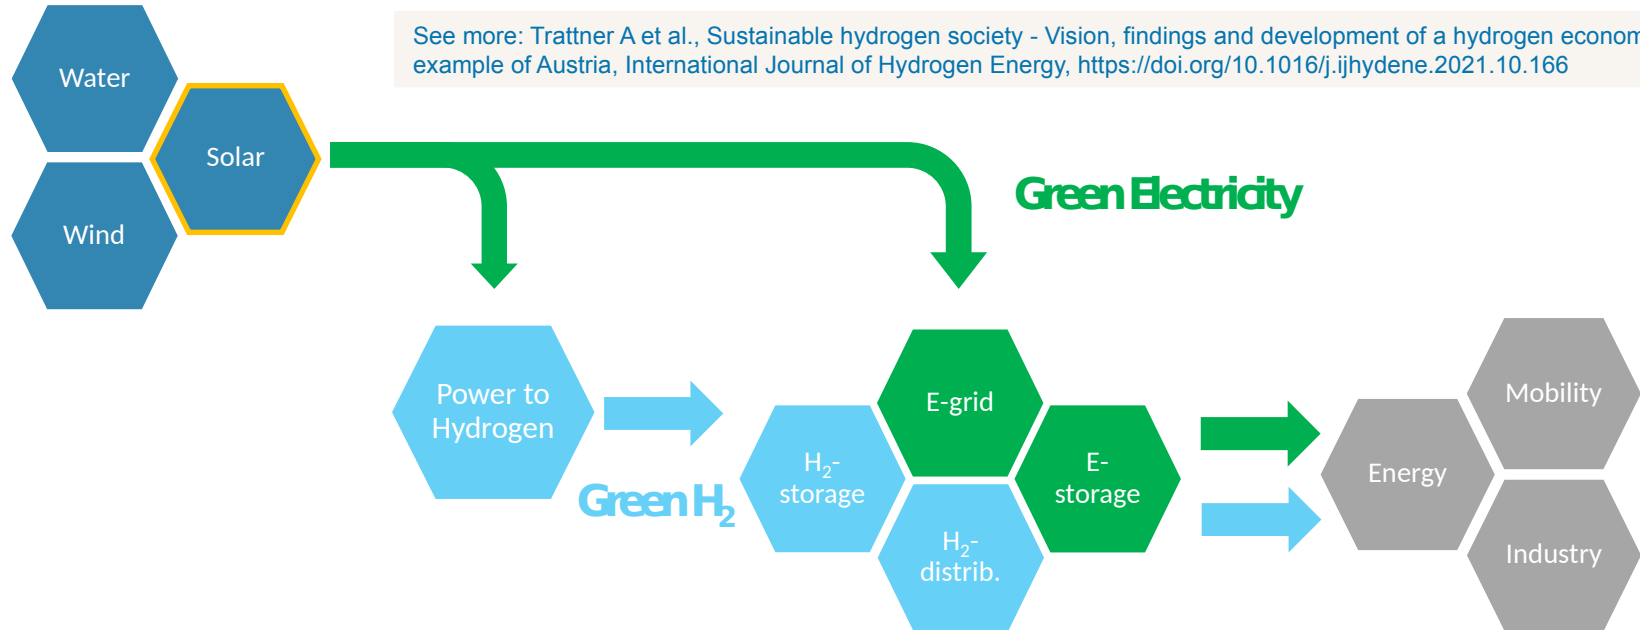 See more: Trattner A et al., Sustainable hydrogen society - Vision, findings and development of a hydrogen econom
example of Austria, International Journal of Hydrogen Energy, https://doi.org/10.1016/j.ijhydene.2021.10.166
Water
Solar
Wind
Green Electricity
Power to
Hydrogen
Green H₂
E-grid
H₂-
storage
E-
storage
H₂-
distrib.
Mobility
Energy
Industry